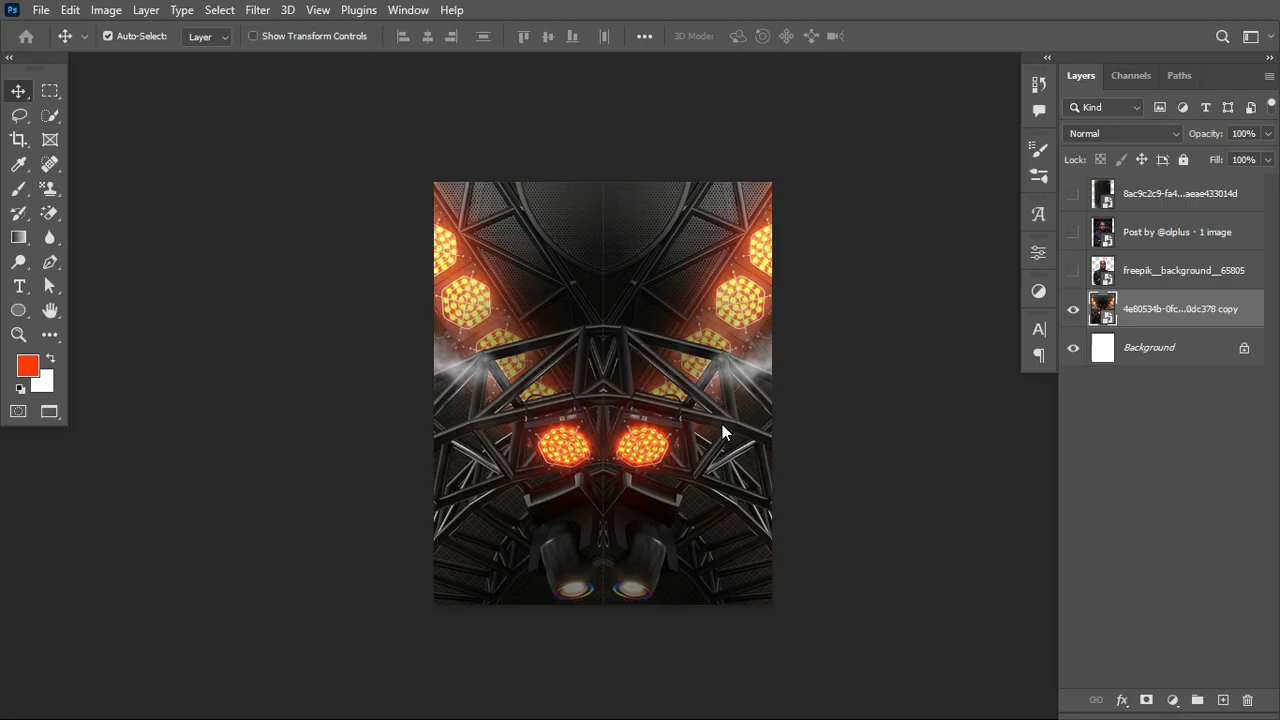 Ps File Edit Image Layer Type Select Filter 3D View Plugins Window Help
Auto-Select: Layer Show Transform Controls 3D Mode:
Layers Channels Paths
Kind
Normal Opacity: 100%
Lock: Fill: 100%
8ac9c2c9-fa4...aeae433014d
Post by @olplus · 1 image
freepik__background__65805
4e80534b-0fc...0dc378 copy
Background